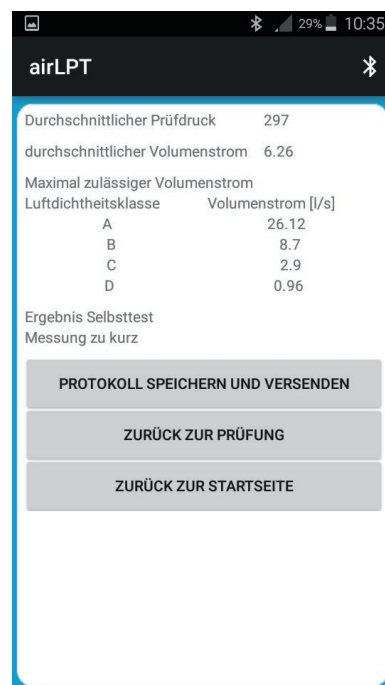 29% 10:35
airLPT
Durchschnittlicher Prüfdruck 297
durchschnittlicher Volumenstrom 6.26
Maximal zulässiger Volumenstrom
Luftdichtheitsklasse Volumenstrom [l/s]
A 26.12
B 8.7
C 2.9
D 0.96
Ergebnis Selbsttest
Messung zu kurz
PROTOKOLL SPEICHERN UND VERSENDEN
ZURÜCK ZUR PRÜFUNG
ZURÜCK ZUR STARTSEITE